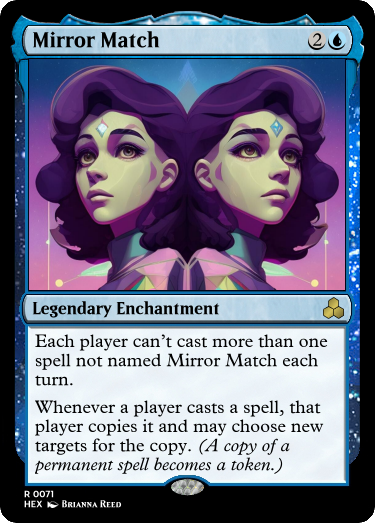 Mirror Match 2
Legendary Enchantment
Each player can't cast more than one
spell not named Mirror Match each
turn.
Whenever a player casts a spell, that
player copies it and may choose new
targets for the copy. (A copy of a
permanent spell becomes a token.)
R 0071
HEX Brianna Reed